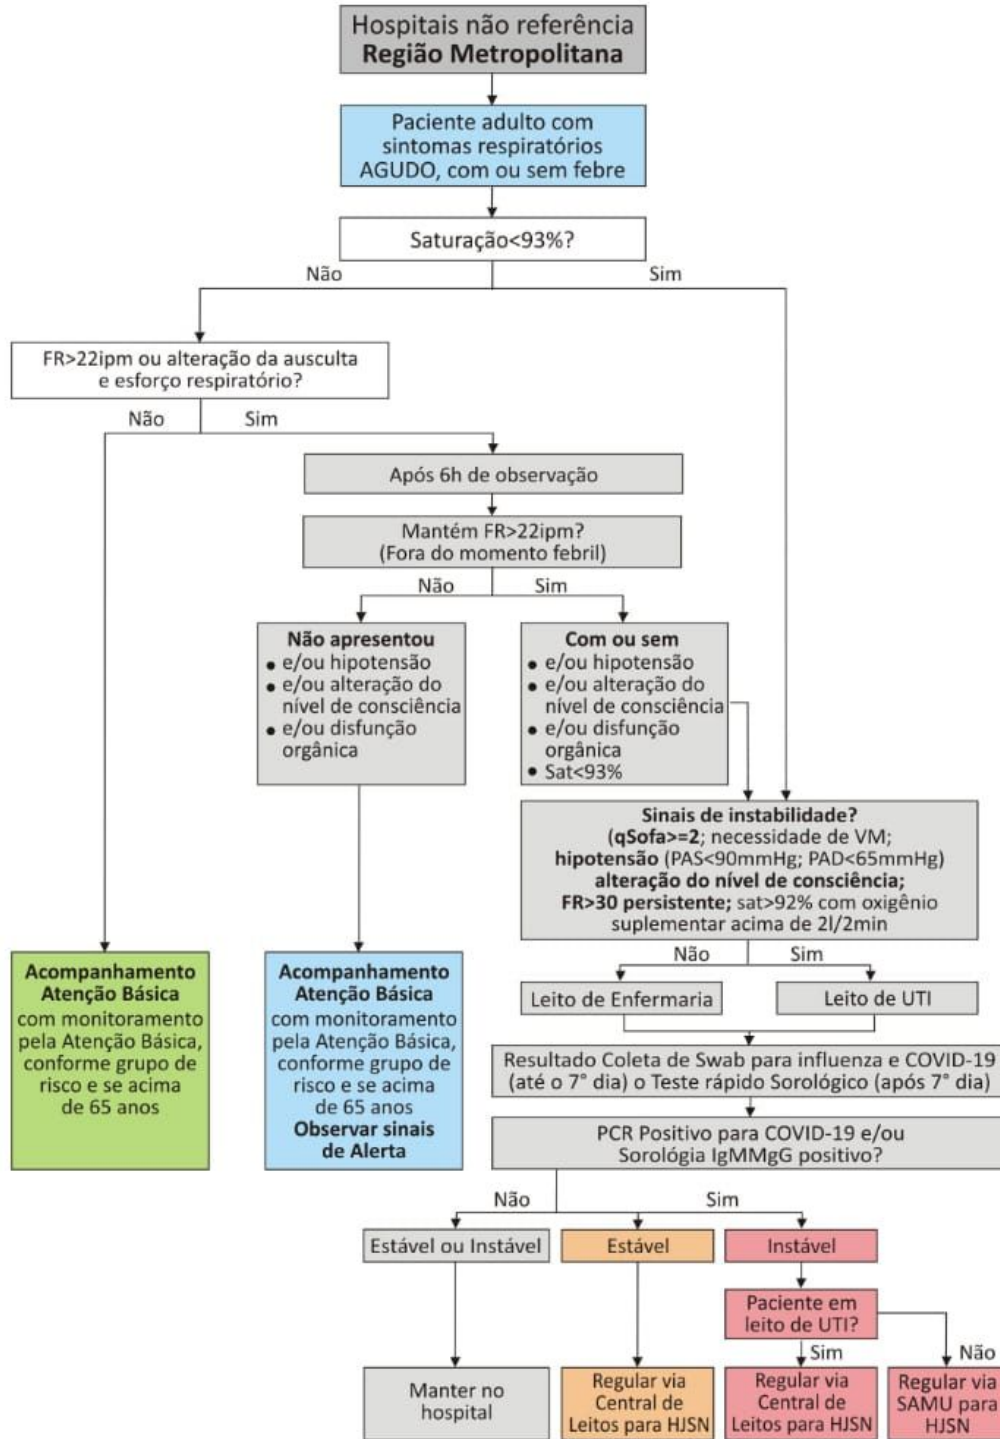 Hospitais não referência
Região Metropolitana
Paciente adulto com
sintomas respiratórios
AGUDO, com ou sem febre
Saturação<93%?
Não
Sim
FR>22ipm ou alteração da ausculta
e esforço respiratório?
Não
Sim
Após 6h de observação
Mantém FR>22ipm?
(Fora do momento febril)
Não
Sim
Não apresentou
• e/ou hipotensão
• e/ou alteração do
nível de consciência
• e/ou disfunção
orgânica
Com ou sem
• e/ou hipotensão
• e/ou alteração do
nível de consciência
• e/ou disfunção
orgânica
• Sat<93%
Sinais de instabilidade?
(qSofa>=2; necessidade de VM;
hipotensão (PAS<90mmHg; PAD<65mmHg)
alteração do nível de consciência;
FR>30 persistente; sat>92% com oxigênio
suplementar acima de 2l/2min
Não
Sim
Acompanhamento
Atenção Básica
com monitoramento
pela Atenção Básica,
conforme grupo de
risco e se acima
de 65 anos
Acompanhamento
Atenção Básica
com monitoramento
pela Atenção Básica,
conforme grupo de
risco e se acima
de 65 anos
Observar sinais
de Alerta
Leito de Enfermaria
Leito de UTI
Resultado Coleta de Swab para influenza e COVID-19
(até o 7° dia) o Teste rápido Sorológico (após 7° dia)
PCR Positivo para COVID-19 e/ou
Sorológia IgMMgG positivo?
Não
Sim
Estável ou Instável
Estável
Instável
Paciente em
leito de UTI?
Sim
Não
Manter no
hospital
Regular via
Central de
Leitos para HJSN
Regular via
Central de
Leitos para HJSN
Regular via
SAMU para
HJSN